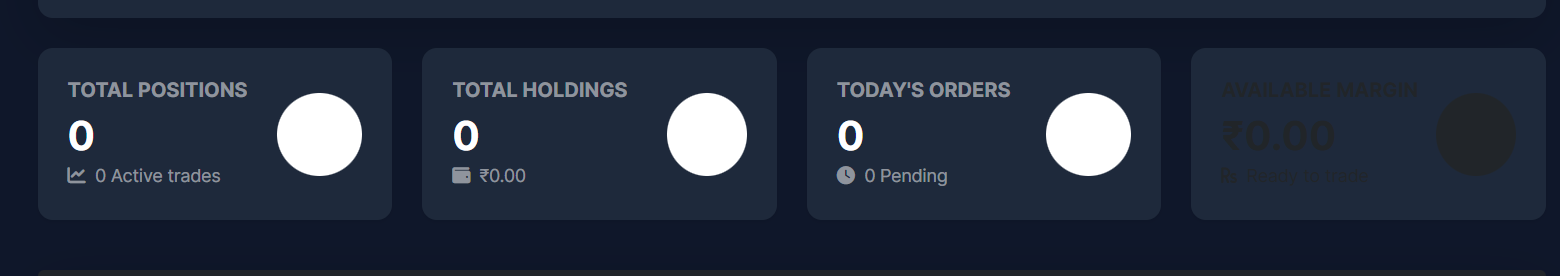 TOTAL POSITIONS
0
0 Active trades
TOTAL HOLDINGS
0
₹0.00
TODAY'S ORDERS
0
0 Pending
AVAILABLE MARGIN
₹0.00
Ready to trade